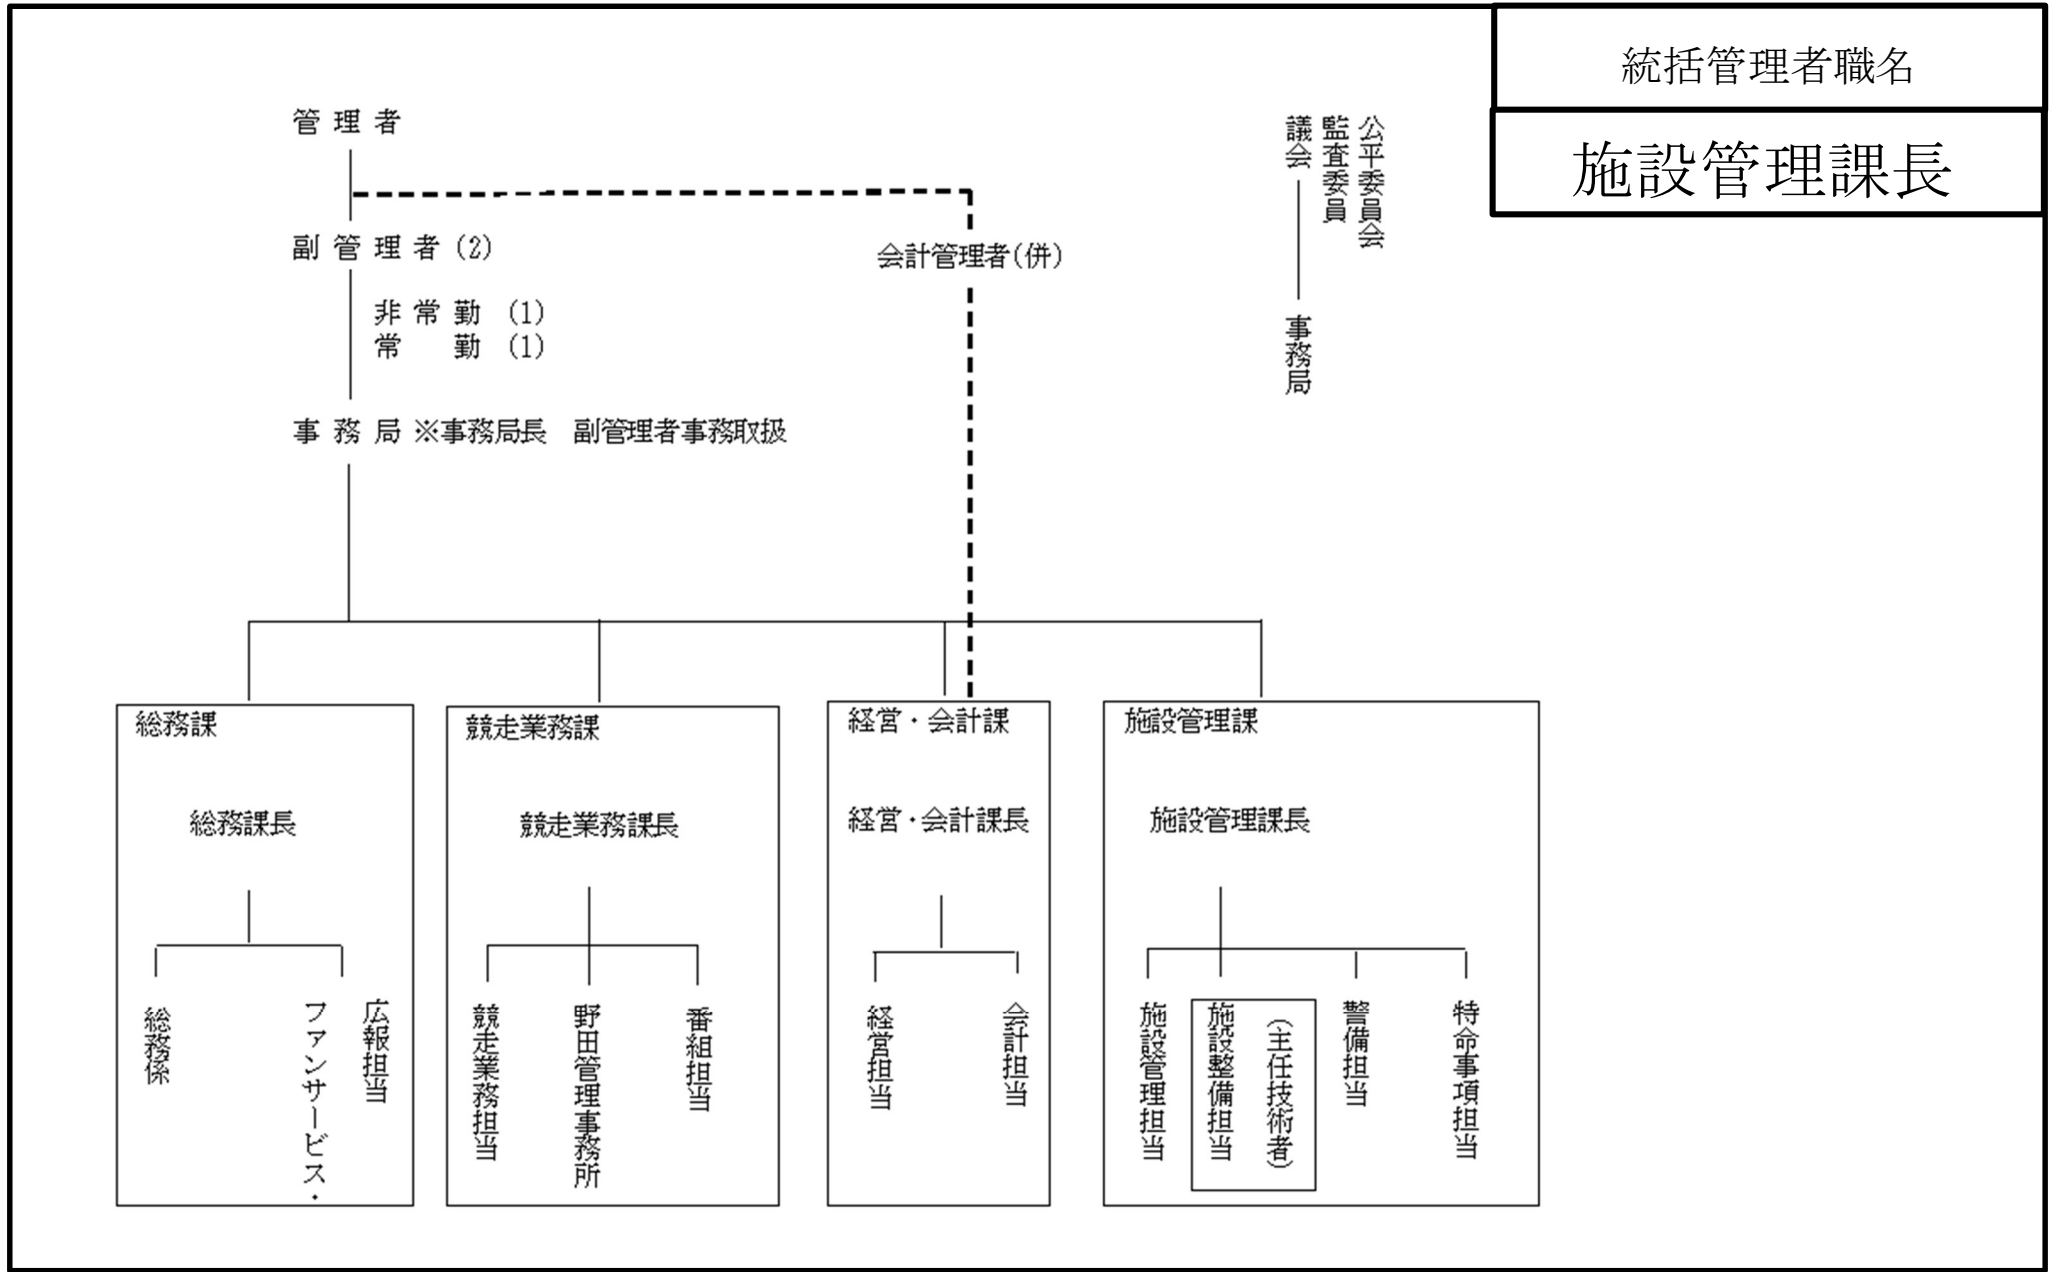 統括管理者職名
施設管理課長
管理者
副管理者(2)
非常勤 (1)
常　勤 (1)
事務局※事務局長　副管理者事務取扱
会計管理者(併)
公平委員会
監査委員
議会
事務局
総務課
総務課長
総務係
ファンサービス・
広報担当
競走業務課
競走業務課長
競走業務担当
野田管理事務所
番組担当
経営・会計課
経営・会計課長
経営担当
会計担当
施設管理課
施設管理課長
施設管理担当
施設整備担当
(主任技術者)
警備担当
特命事項担当